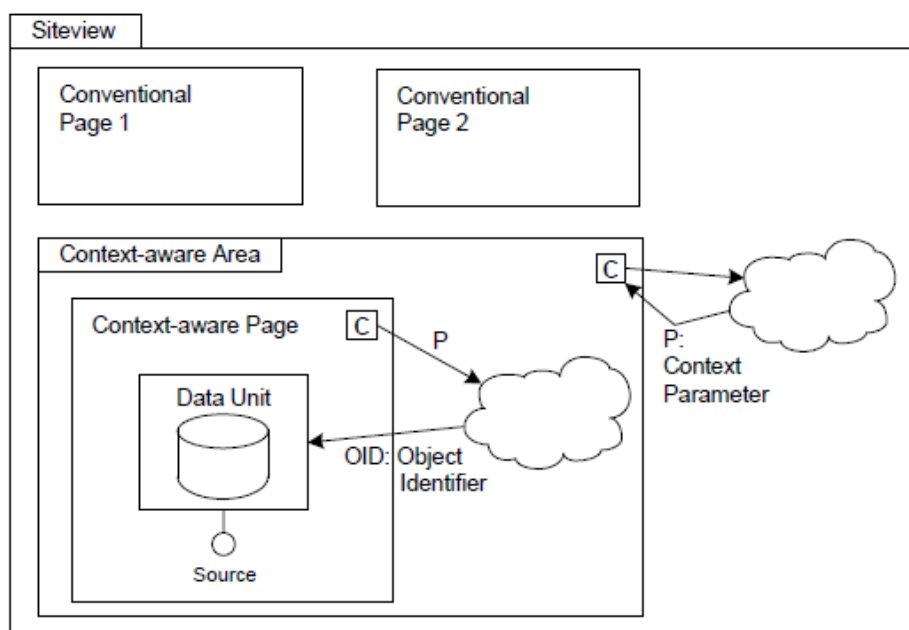 Siteview
Conventional
Page 1
Conventional
Page 2
Context-aware Area
C
Context-aware Page
C
P
P:
Context
Parameter
Data Unit
OID: Object
Identifier
Source